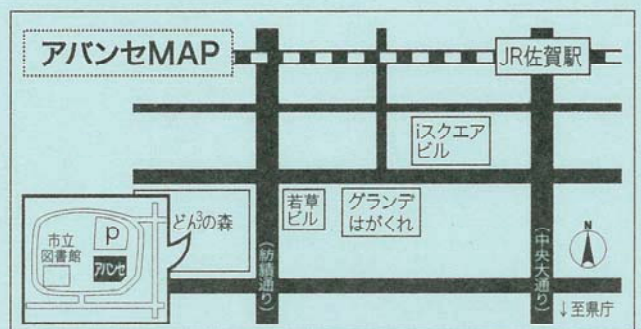 アバンセMAP
JR佐賀駅
iスクエア
ビル
若草
ビル
グランデ
はがくれ
どん³の森
市立
図書館
P
アバンセ
(紡績通り)
(中央大通り)
N
↓至県庁